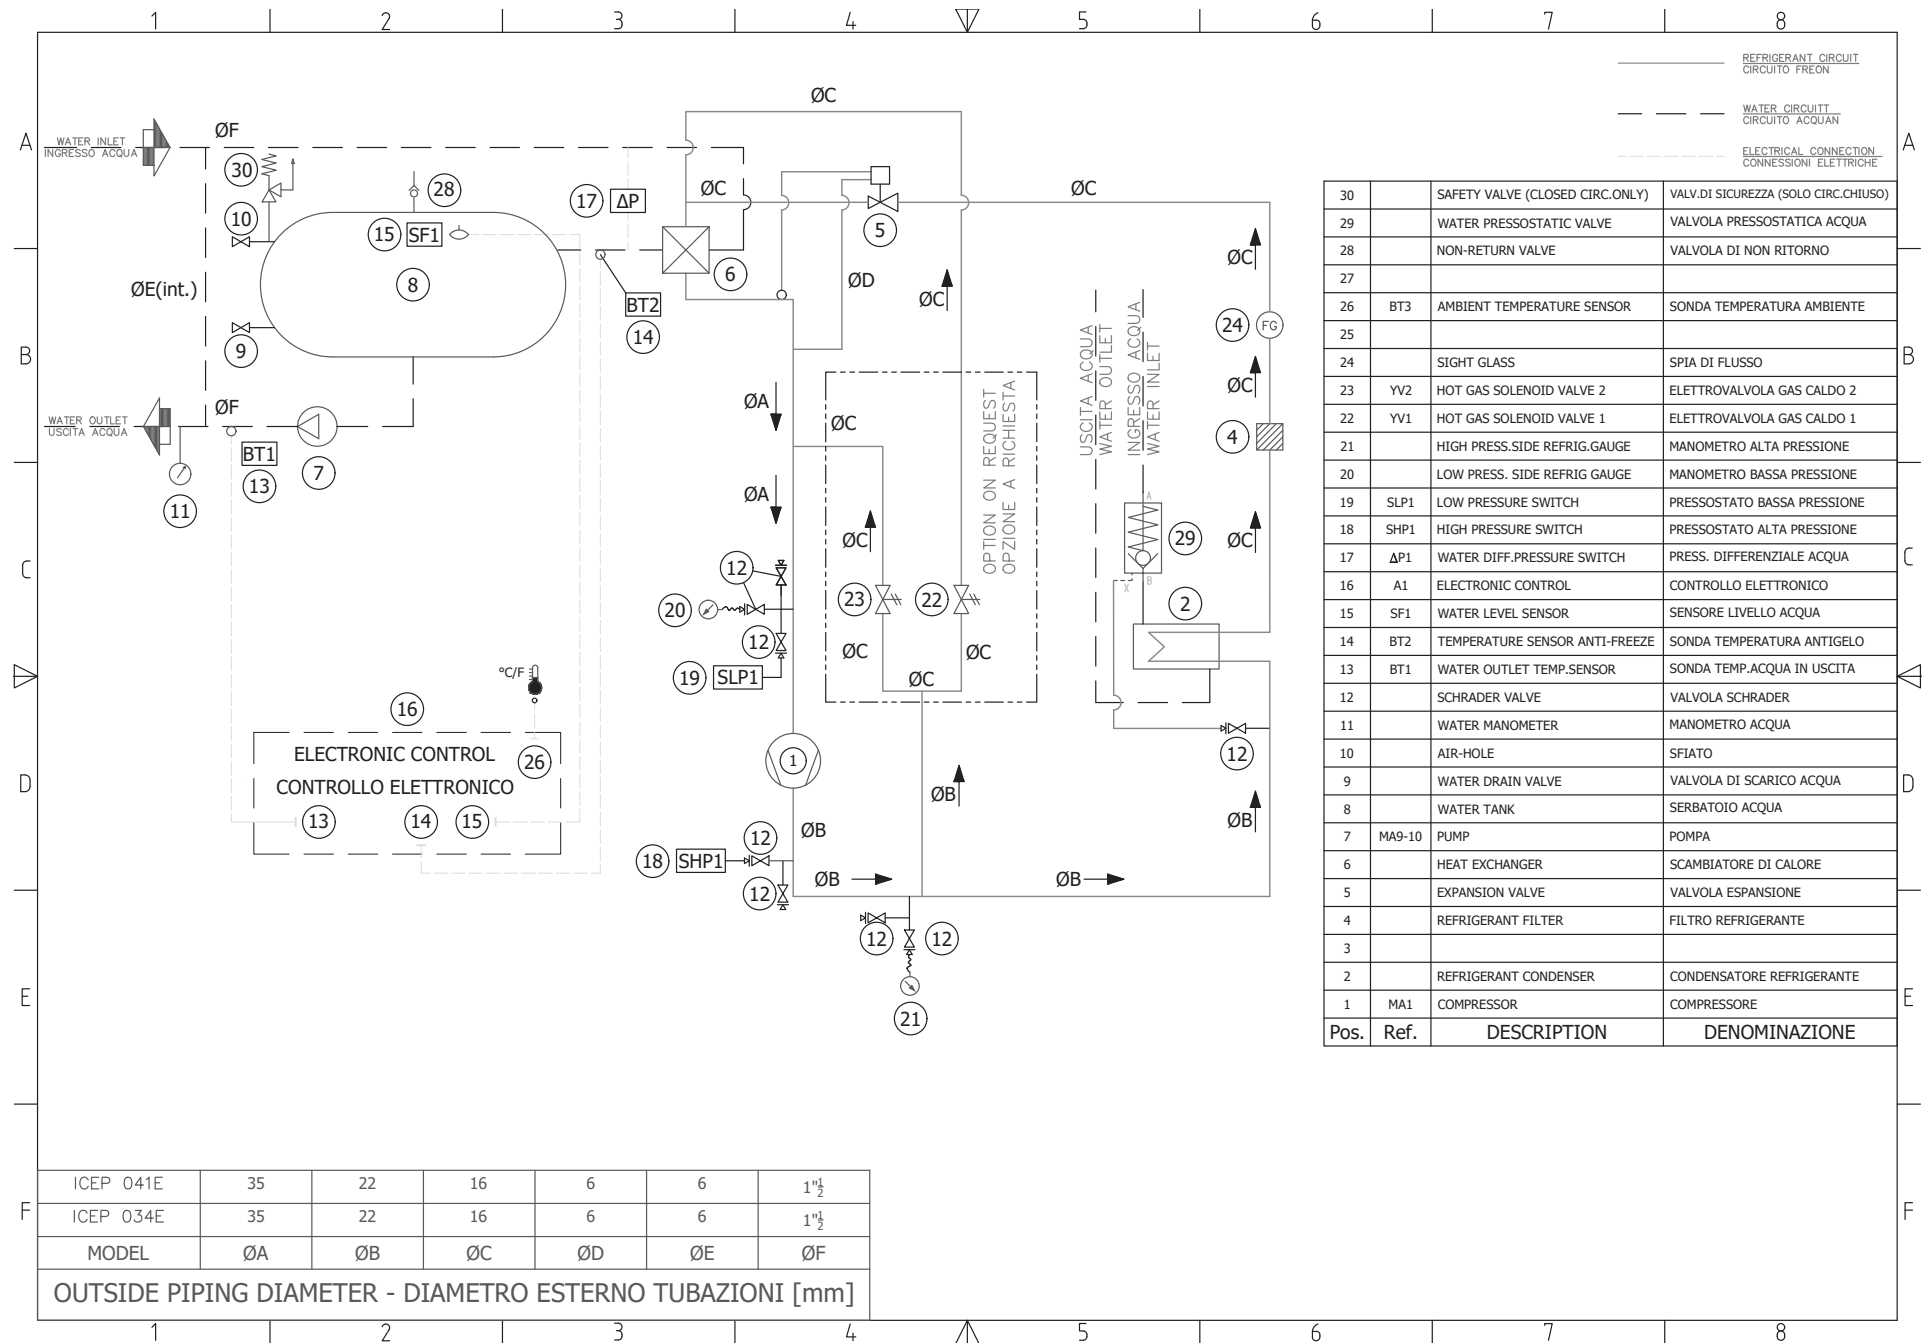 1 2 3 4 5 6 7 8
REFRIGERANT CIRCUIT
CIRCUITO FREON
WATER CIRCUITT
CIRCUITO ACQUAN
ELECTRICAL CONNECTION
CONNESSIONI ELETTRICHE
A A
B B
C C
D D
E E
F F
WATER INLET
INGRESSO ACQUA
ØF
30
10
28
15 SF1
8
ØE(int.)
9
17 ΔP
6
BT2
14
WATER OUTLET
USCITA ACQUA
ØF
BT1
13
7
11
ØC
ØC
5
ØC
ØD
ØC
ØC
24 FG
ØC
4
ØC
ØA
ØA
ØC
ØC
OPTION ON REQUEST
OPZIONE A RICHIESTA
USCITA ACQUA
WATER OUTLET
INGRESSO ACQUA
WATER INLET
A
29
B
X
2
12
20
12
19 SLP1
23
22
ØC
ØC
ØC
°C/F
16
ELECTRONIC CONTROL
26
CONTROLLO ELETTRONICO
13 14 15
1
12
ØB
ØB
ØB
12
18 SHP1
12
ØB
ØB
12 12
21
30 SAFETY VALVE (CLOSED CIRC.ONLY) VALV.DI SICUREZZA (SOLO CIRC.CHIUSO)
29 WATER PRESSOSTATIC VALVE VALVOLA PRESSOSTATICA ACQUA
28 NON-RETURN VALVE VALVOLA DI NON RITORNO
27
26 BT3 AMBIENT TEMPERATURE SENSOR SONDA TEMPERATURA AMBIENTE
25
24 SIGHT GLASS SPIA DI FLUSSO
23 YV2 HOT GAS SOLENOID VALVE 2 ELETTROVALVOLA GAS CALDO 2
22 YV1 HOT GAS SOLENOID VALVE 1 ELETTROVALVOLA GAS CALDO 1
21 HIGH PRESS.SIDE REFRIG.GAUGE MANOMETRO ALTA PRESSIONE
20 LOW PRESS. SIDE REFRIG GAUGE MANOMETRO BASSA PRESSIONE
19 SLP1 LOW PRESSURE SWITCH PRESSOSTATO BASSA PRESSIONE
18 SHP1 HIGH PRESSURE SWITCH PRESSOSTATO ALTA PRESSIONE
17 ΔP1 WATER DIFF.PRESSURE SWITCH PRESS. DIFFERENZIALE ACQUA
16 A1 ELECTRONIC CONTROL CONTROLLO ELETTRONICO
15 SF1 WATER LEVEL SENSOR SENSORE LIVELLO ACQUA
14 BT2 TEMPERATURE SENSOR ANTI-FREEZE SONDA TEMPERATURA ANTIGELO
13 BT1 WATER OUTLET TEMP.SENSOR SONDA TEMP.ACQUA IN USCITA
12 SCHRADER VALVE VALVOLA SCHRADER
11 WATER MANOMETER MANOMETRO ACQUA
10 AIR-HOLE SFIATO
9 WATER DRAIN VALVE VALVOLA DI SCARICO ACQUA
8 WATER TANK SERBATOIO ACQUA
7 MA9-10 PUMP POMPA
6 HEAT EXCHANGER SCAMBIATORE DI CALORE
5 EXPANSION VALVE VALVOLA ESPANSIONE
4 REFRIGERANT FILTER FILTRO REFRIGERANTE
3
2 REFRIGERANT CONDENSER CONDENSATORE REFRIGERANTE
1 MA1 COMPRESSOR COMPRESSORE
Pos. Ref. DESCRIPTION DENOMINAZIONE
ICEP 041E 35 22 16 6 6 1"½
ICEP 034E 35 22 16 6 6 1"½
MODEL ØA ØB ØC ØD ØE ØF
OUTSIDE PIPING DIAMETER - DIAMETRO ESTERNO TUBAZIONI [mm]
1 2 3 4 5 6 7 8